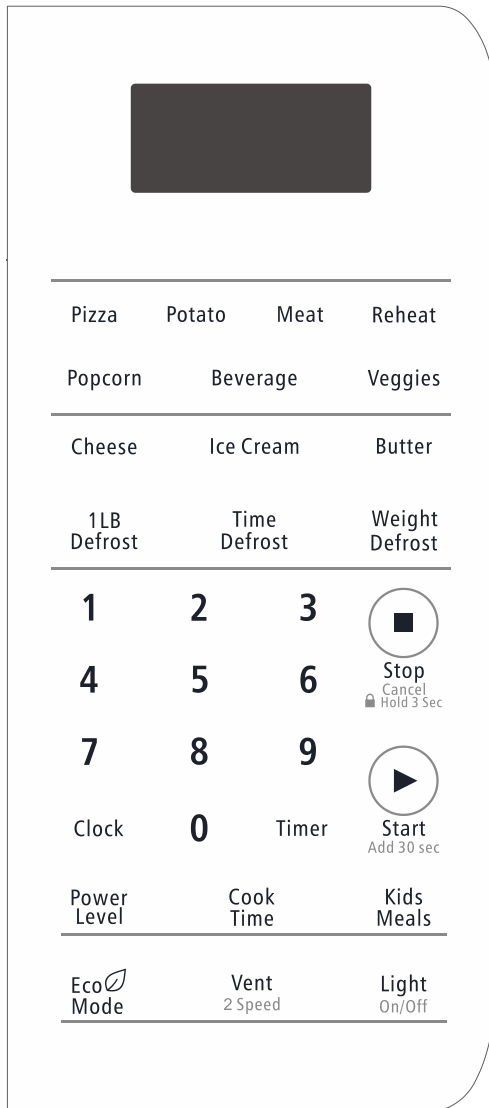 Pizza Potato Meat Reheat
Popcorn Beverage Veggies
Cheese Ice Cream Butter
1LB Time Weight
Defrost Defrost Defrost
1 2 3
4 5 6 Stop
Cancel
Hold 3 Sec
7 8 9
Clock 0 Timer Start
Add 30 sec
Power Cook Kids
Level Time Meals
Eco Vent Light
Mode 2 Speed On/Off